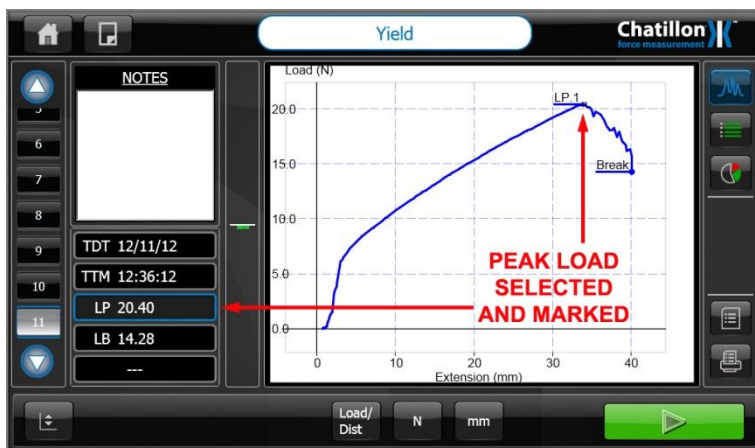 Yield
Chatillon
force measurement
NOTES
6
7
8
9
10
11
TDT 12/11/12
TTM 12:36:12
LP 20.40
LB 14.28
---
Load (N)
20.0
15.0
10.0
5.0
0.0
LP.1
Break
PEAK LOAD
SELECTED
AND MARKED
0
10
20
30
40
Extension (mm)
Load/
Dist
N
mm